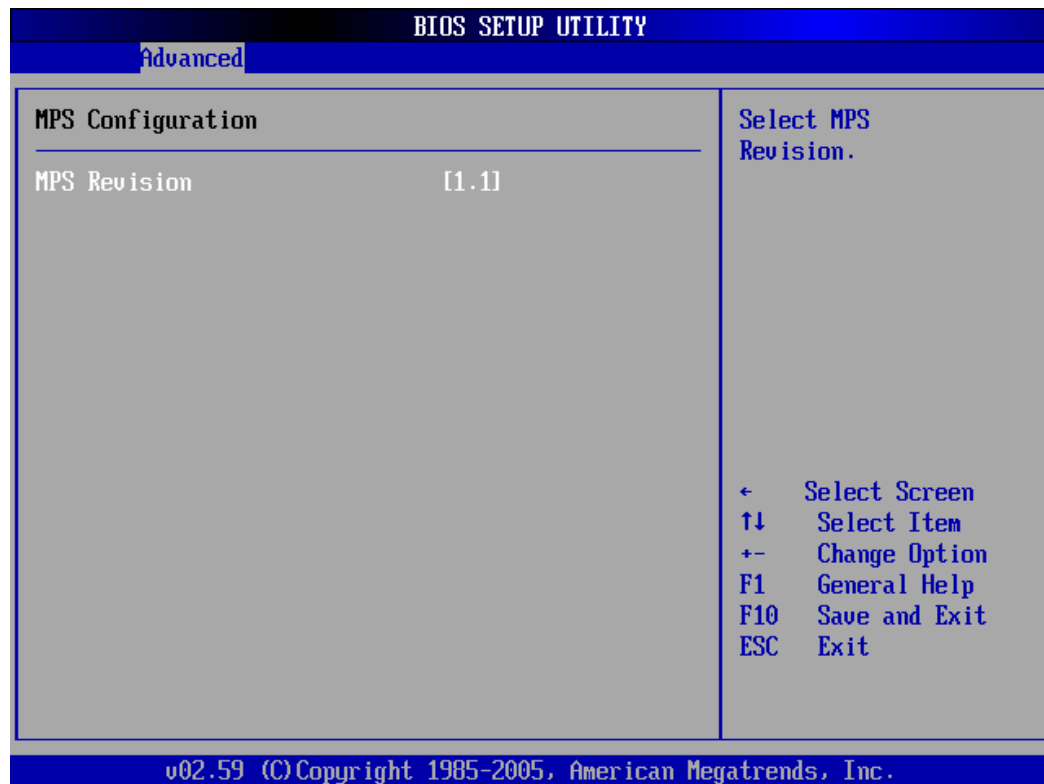 BIOS SETUP UTILITY
Advanced
MPS Configuration
MPS Revision [1.1]
Select MPS
Revision.
← Select Screen
↑↓ Select Item
+- Change Option
F1 General Help
F10 Save and Exit
ESC Exit
v02.59 (C)Copyright 1985-2005, American Megatrends, Inc.